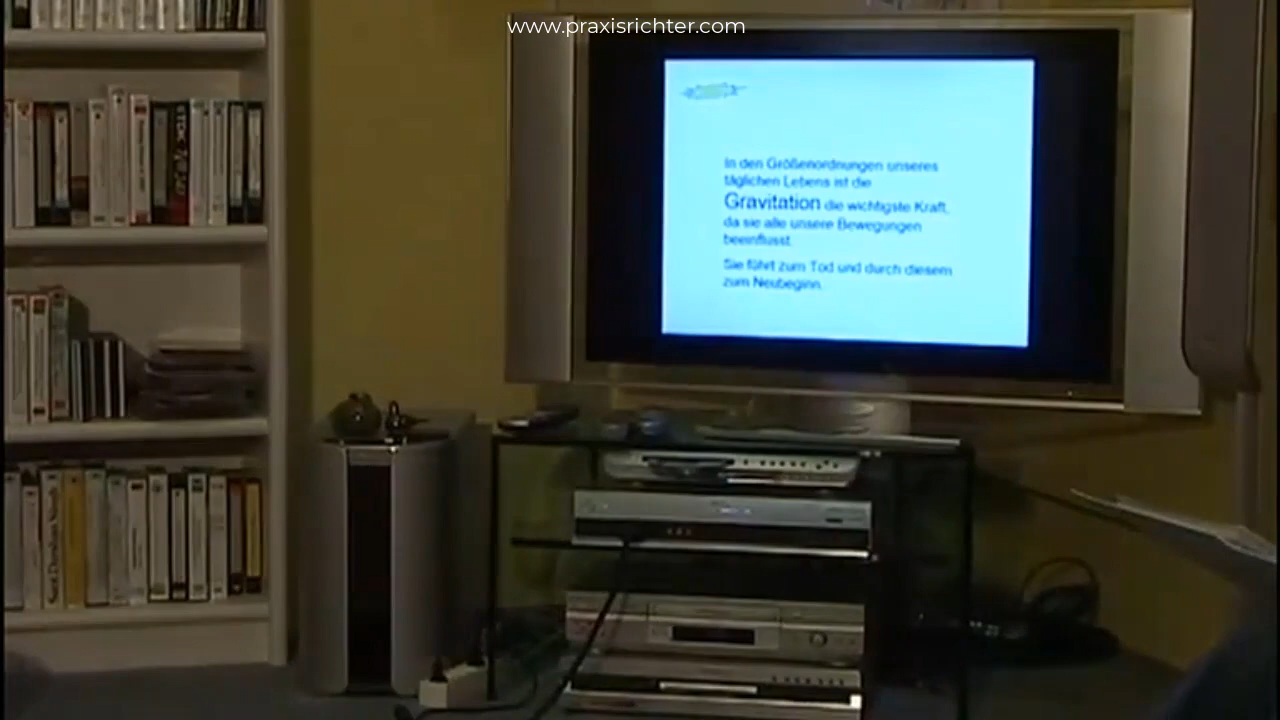 www.praxisrichter.com
In den Größenordnungen unseres
täglichen Lebens ist die
Gravitation die wichtigste Kraft,
da sie alle unsere Bewegungen
beeinflusst.
Sie führt zum Tod und durch diesem
zum Neubeginn.